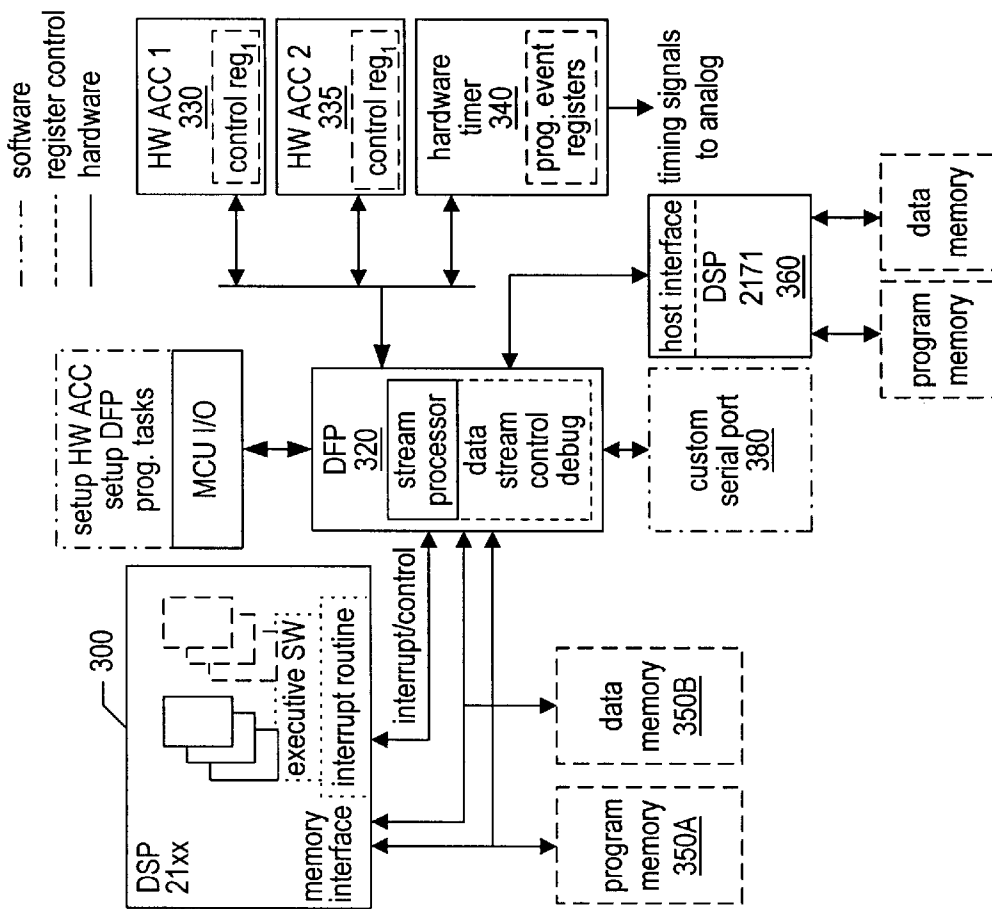 software
register control
hardware
300
DSP
21xx
executive SW
interrupt routine
memory
interface
interrupt/control
program
memory
350A
data
memory
350B
setup HW ACC
setup DFP
prog. tasks
MCU I/O
DFP
320
stream
processor
data
stream
control
debug
custom
serial port
380
HW ACC 1
330
control reg1
HW ACC 2
335
control reg1
hardware
timer
340
prog. event
registers
timing signals
to analog
host interface
DSP
2171
360
program
memory
data
memory